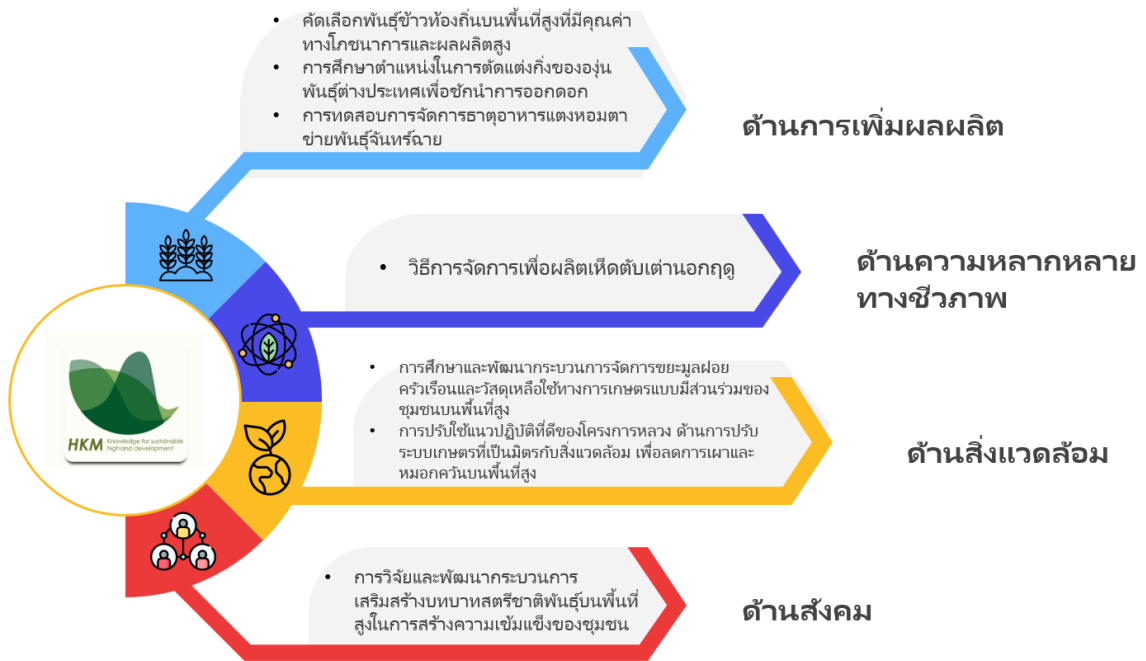 • คัดเลือกพันธุ์ข้าวท้องถิ่นบนพื้นที่สูงที่มีคุณค่า
ทางโภชนาการและผลผลิตสูง
• การศึกษาตำแหน่งในการตัดแต่งกิ่งขององุ่น
พันธุ์ต่างประเทศเพื่อชักนำการออกดอก
• การทดสอบการจัดการธาตุอาหารแตงหอมตา
ข่ายพันธุ์จันทร์ฉาย
ด้านการเพิ่มผลผลิต
• วิธีการจัดการเพื่อผลิตเห็ดตับเต่านอกฤดู
ด้านความหลากหลาย
ทางชีวภาพ
• การศึกษาและพัฒนากระบวนการจัดการขยะมูลฝอย
ครัวเรือนและวัสดุเหลือใช้ทางการเกษตรแบบมีส่วนร่วมของ
ชุมชนบนพื้นที่สูง
• การปรับใช้แนวปฏิบัติที่ดีของโครงการหลวง ด้านการปรับ
ระบบเกษตรที่เป็นมิตรกับสิ่งแวดล้อม เพื่อลดการเผาและ
หมอกควันบนพื้นที่สูง
ด้านสิ่งแวดล้อม
HKM Knowledge for sustainable
highland development
• การวิจัยและพัฒนากระบวนการ
เสริมสร้างบทบาทสตรีชาติพันธุ์บนพื้นที่
สูงในการสร้างความเข้มแข็งของชุมชน
ด้านสังคม